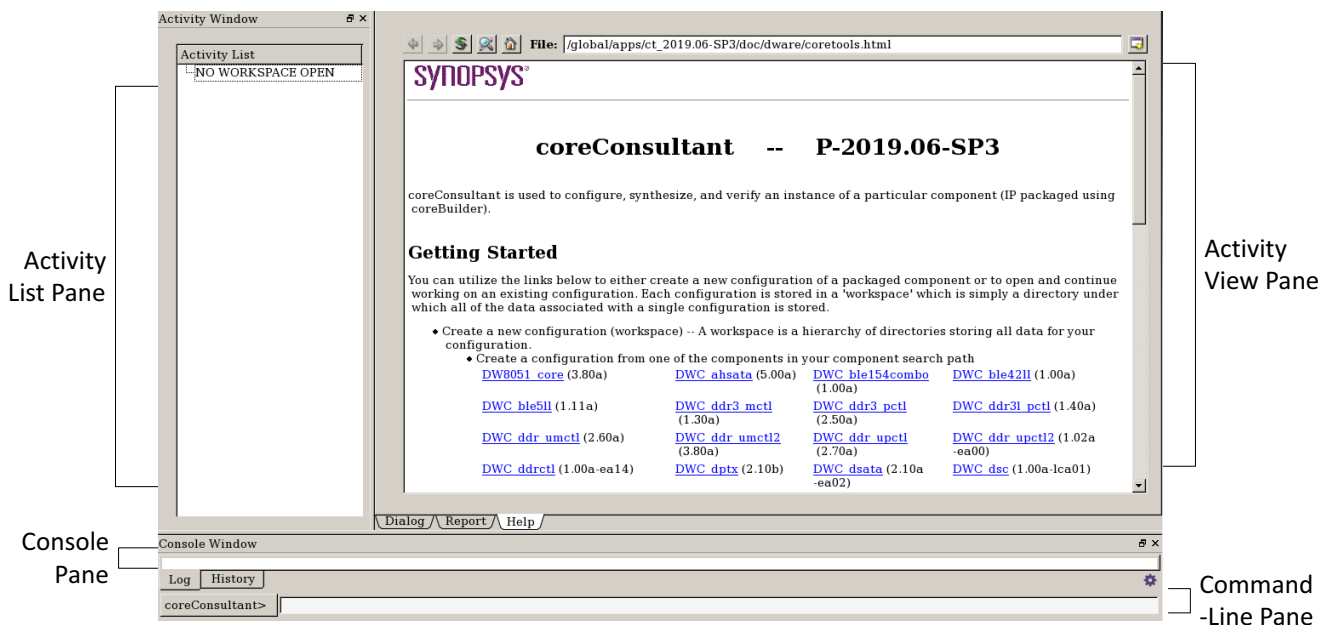 Activity Window
Activity List
NO WORKSPACE OPEN
File: /global/apps/ct_2019.06-SP3/doc/dware/coretools.html
SYNOPSYS®
coreConsultant -- P-2019.06-SP3
coreConsultant is used to configure, synthesize, and verify an instance of a particular component (IP packaged using
coreBuilder).
Getting Started
You can utilize the links below to either create a new configuration of a packaged component or to open and continue
working on an existing configuration. Each configuration is stored in a 'workspace' which is simply a directory under
which all of the data associated with a single configuration is stored.
Create a new configuration (workspace) -- A workspace is a hierarchy of directories storing all data for your
configuration.
Create a configuration from one of the components in your component search path
DW8051_core (3.80a) DWC_ahsata (5.00a) DWC_ble154combo DWC_ble42ll (1.00a)
(1.00a)
DWC_ble5ll (1.11a) DWC_ddr3_mctl DWC_ddr3_pctl DWC_ddr3l_pctl (1.40a)
(1.30a) (2.50a)
DWC_ddr_umctl (2.60a) DWC_ddr_umctl2 DWC_ddr_upctl DWC_ddr_upctl2 (1.02a
(3.80a) (2.70a) -ea00)
DWC_ddrctl (1.00a-ea14) DWC_dptx (2.10b) DWC_dsata (2.10a DWC_dsc (1.00a-lca01)
-ea02)
Dialog Report Help
Activity
List Pane
Activity
View Pane
Console Window
Log History
coreConsultant>
Console
Pane
Command
-Line Pane